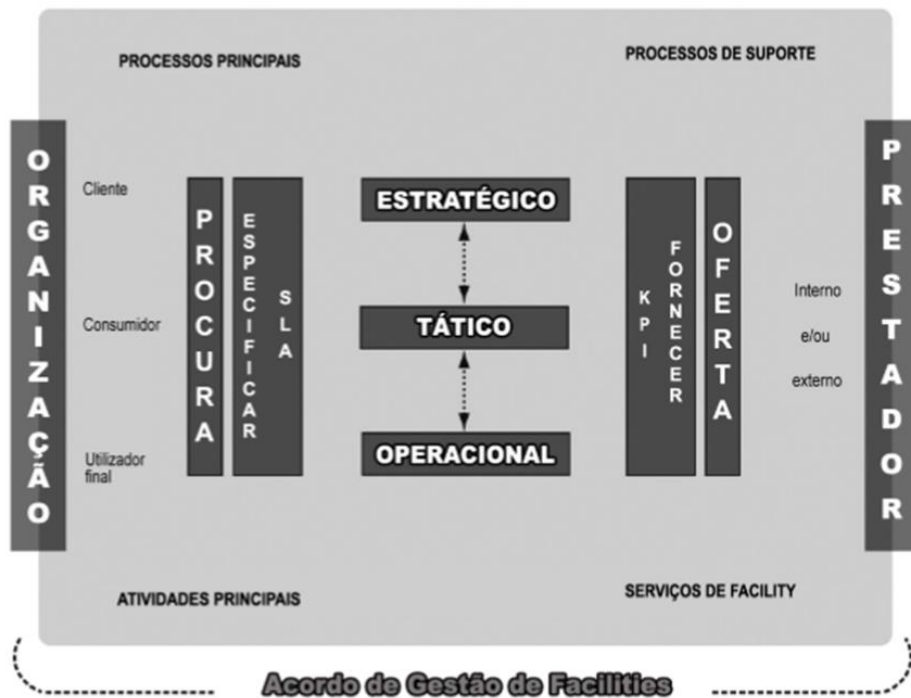 PROCESSOS PRINCIPAIS
PROCESSOS DE SUPORTE
ORGANIZAÇÃO
Cliente
Consumidor
Utilizador
final
PROCURA
ESPECIFICAR
SLA
ESTRATÉGICO
TÁTICO
OPERACIONAL
KPI
FORNECER
OFERTA
Interno
e/ou
externo
PRESTADOR
ATIVIDADES PRINCIPAIS
SERVIÇOS DE FACILITY
Acordo de Gestão de Facilities